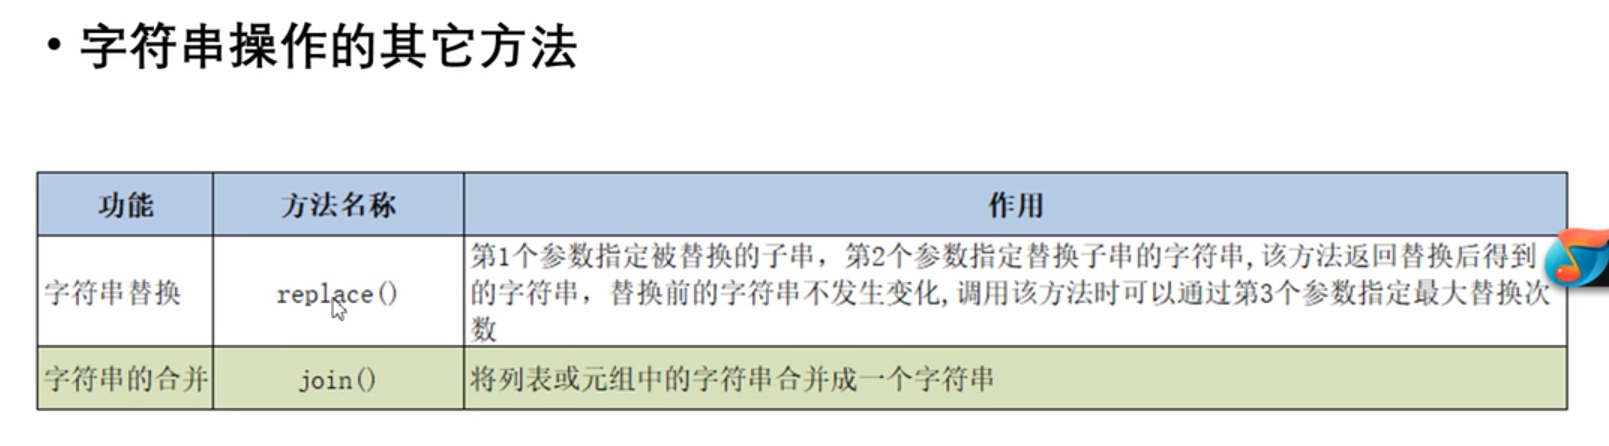 • 字符串操作的其它方法
功能 方法名称 作用
字符串替换 replace() 第1个参数指定被替换的子串，第2个参数指定替换子串的字符串,该方法返回替换后得到
的字符串，替换前的字符串不发生变化,调用该方法时可以通过第3个参数指定最大替换次
数
字符串的合并 join() 将列表或元组中的字符串合并成一个字符串